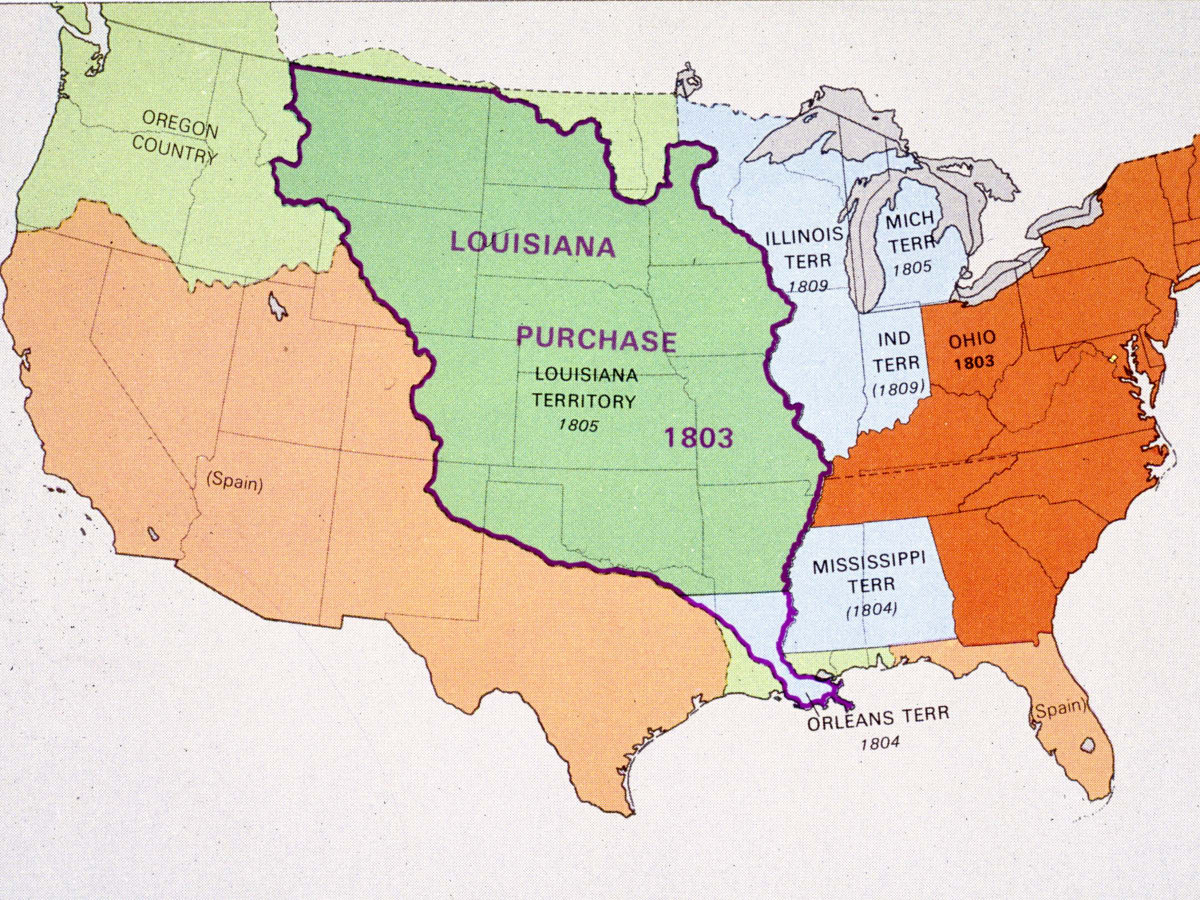 OREGON
COUNTRY
LOUISIANA
PURCHASE
LOUISIANA
TERRITORY
1805
1803
ILLINOIS
TERR
1809
MICH
TERR
1805
IND
TERR
(1809)
OHIO
1803
(Spain)
MISSISSIPPI
TERR
(1804)
(Spain)
ORLEANS TERR
1804